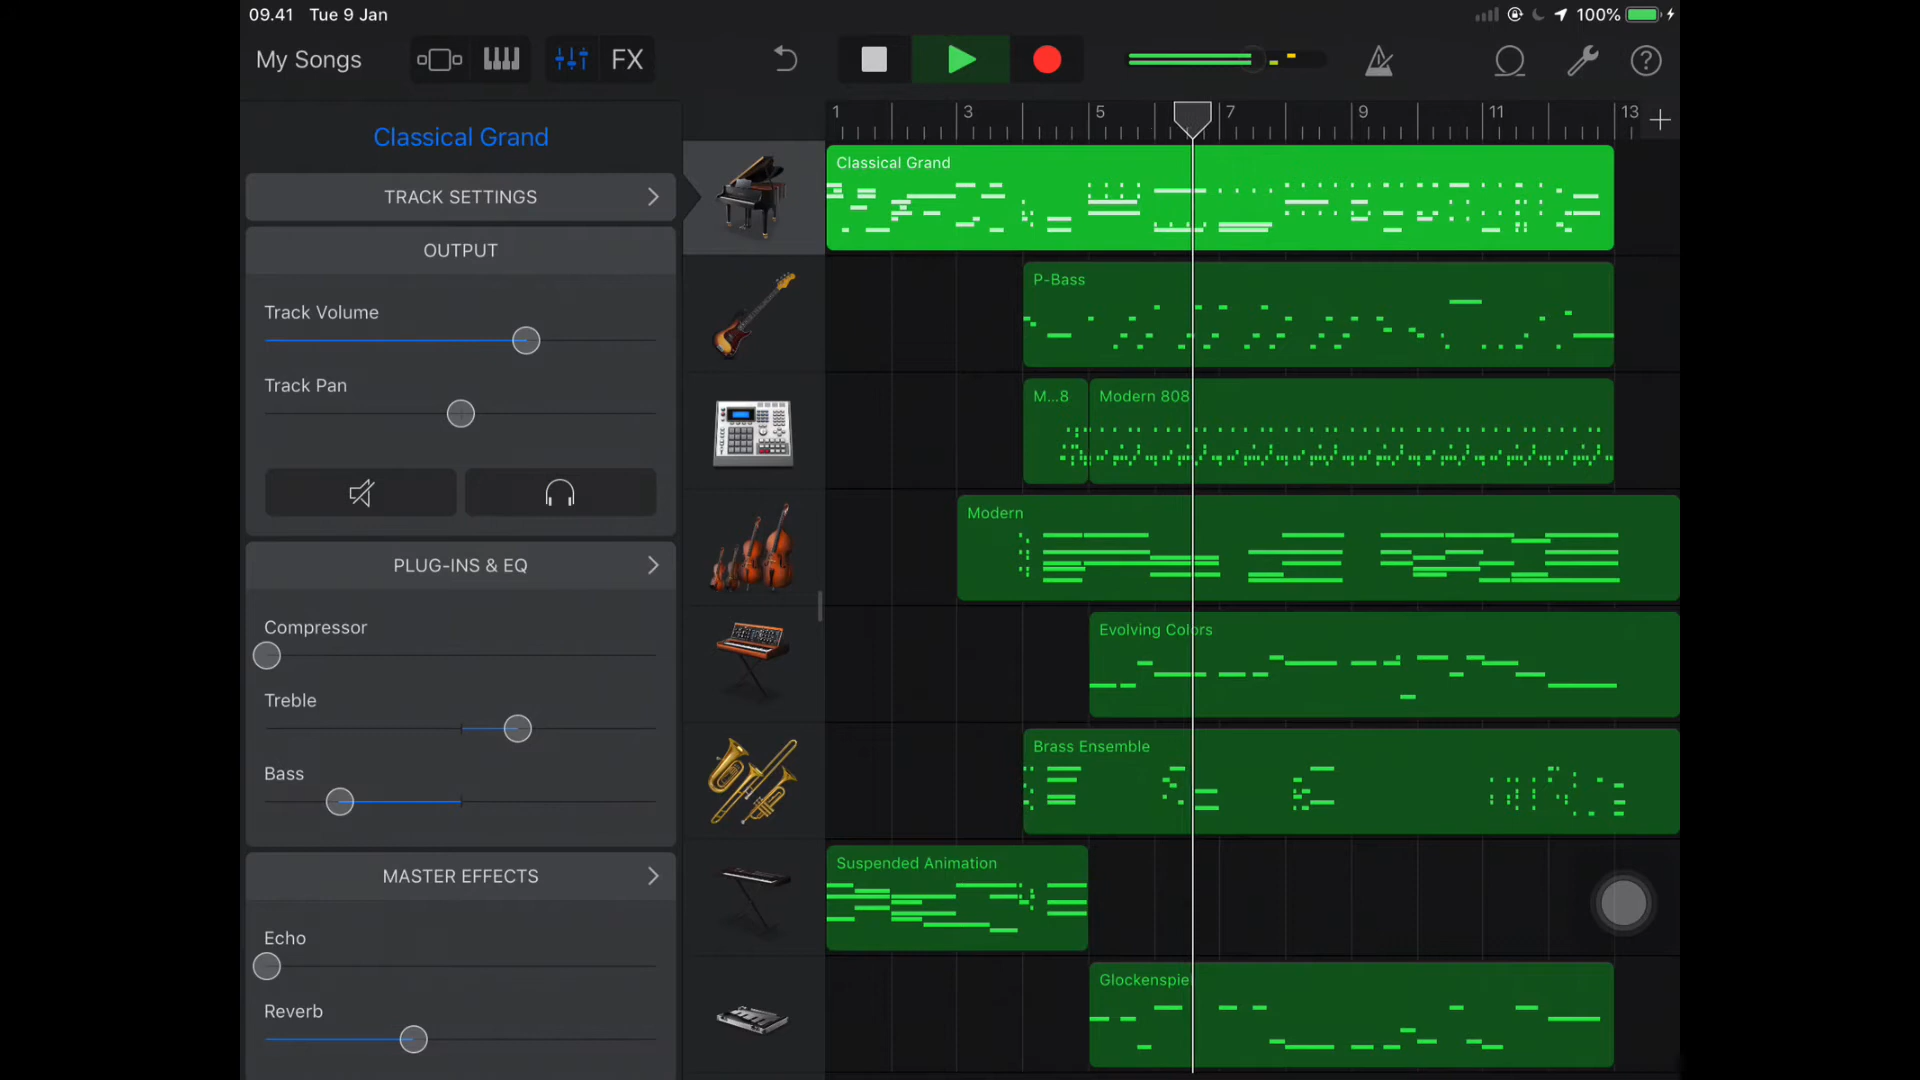 09.41 Tue 9 Jan
100%
My Songs
FX
1 3 5 7 9 11 13
Classical Grand
TRACK SETTINGS
OUTPUT
Track Volume
Track Pan
PLUG-INS & EQ
Compressor
Treble
Bass
MASTER EFFECTS
Echo
Reverb
Classical Grand
P-Bass
M...8
Modern 808
Modern
Evolving Colors
Brass Ensemble
Suspended Animation
Glockenspiel